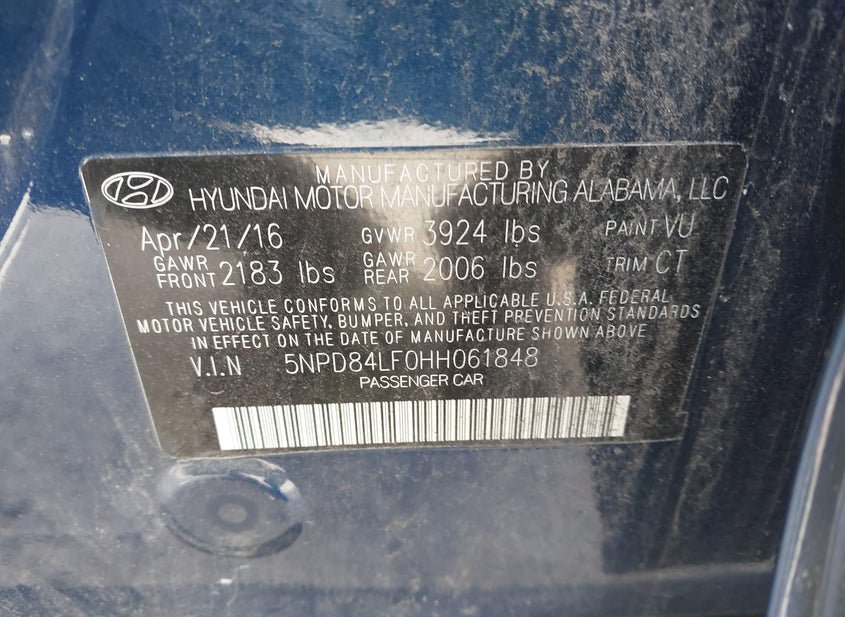 MANUFACTURED BY
HYUNDAI MOTOR MANUFACTURING ALABAMA, LLC
Apr/21/16 GVWR 3924 lbs PAINT VU
GAWR FRONT 2183 lbs GAWR REAR 2006 lbs TRIM CT
THIS VEHICLE CONFORMS TO ALL APPLICABLE U.S.A. FEDERAL
MOTOR VEHICLE SAFETY, BUMPER, AND THEFT PREVENTION STANDARDS
IN EFFECT ON THE DATE OF MANUFACTURE SHOWN ABOVE
V.I.N 5NPD84LF0HH061848
PASSENGER CAR